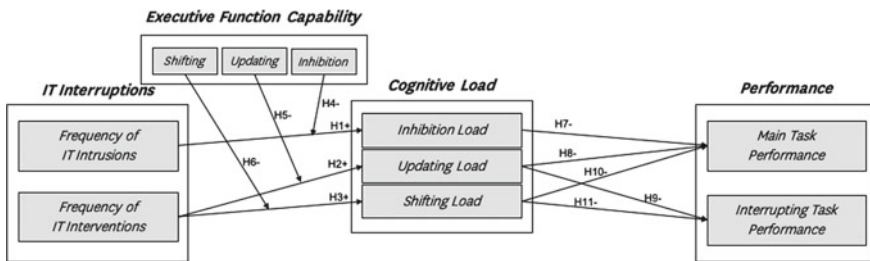 Executive Function Capability
Shifting
Updating
Inhibition
IT Interruptions
Cognitive Load
Performance
Frequency of
IT Intrusions
Frequency of
IT Interventions
H4-
H5-
H1+
H6-
H2+
H3+
Inhibition Load
Updating Load
Shifting Load
H7-
H8-
H10-
H9-
H11-
Main Task
Performance
Interrupting Task
Performance